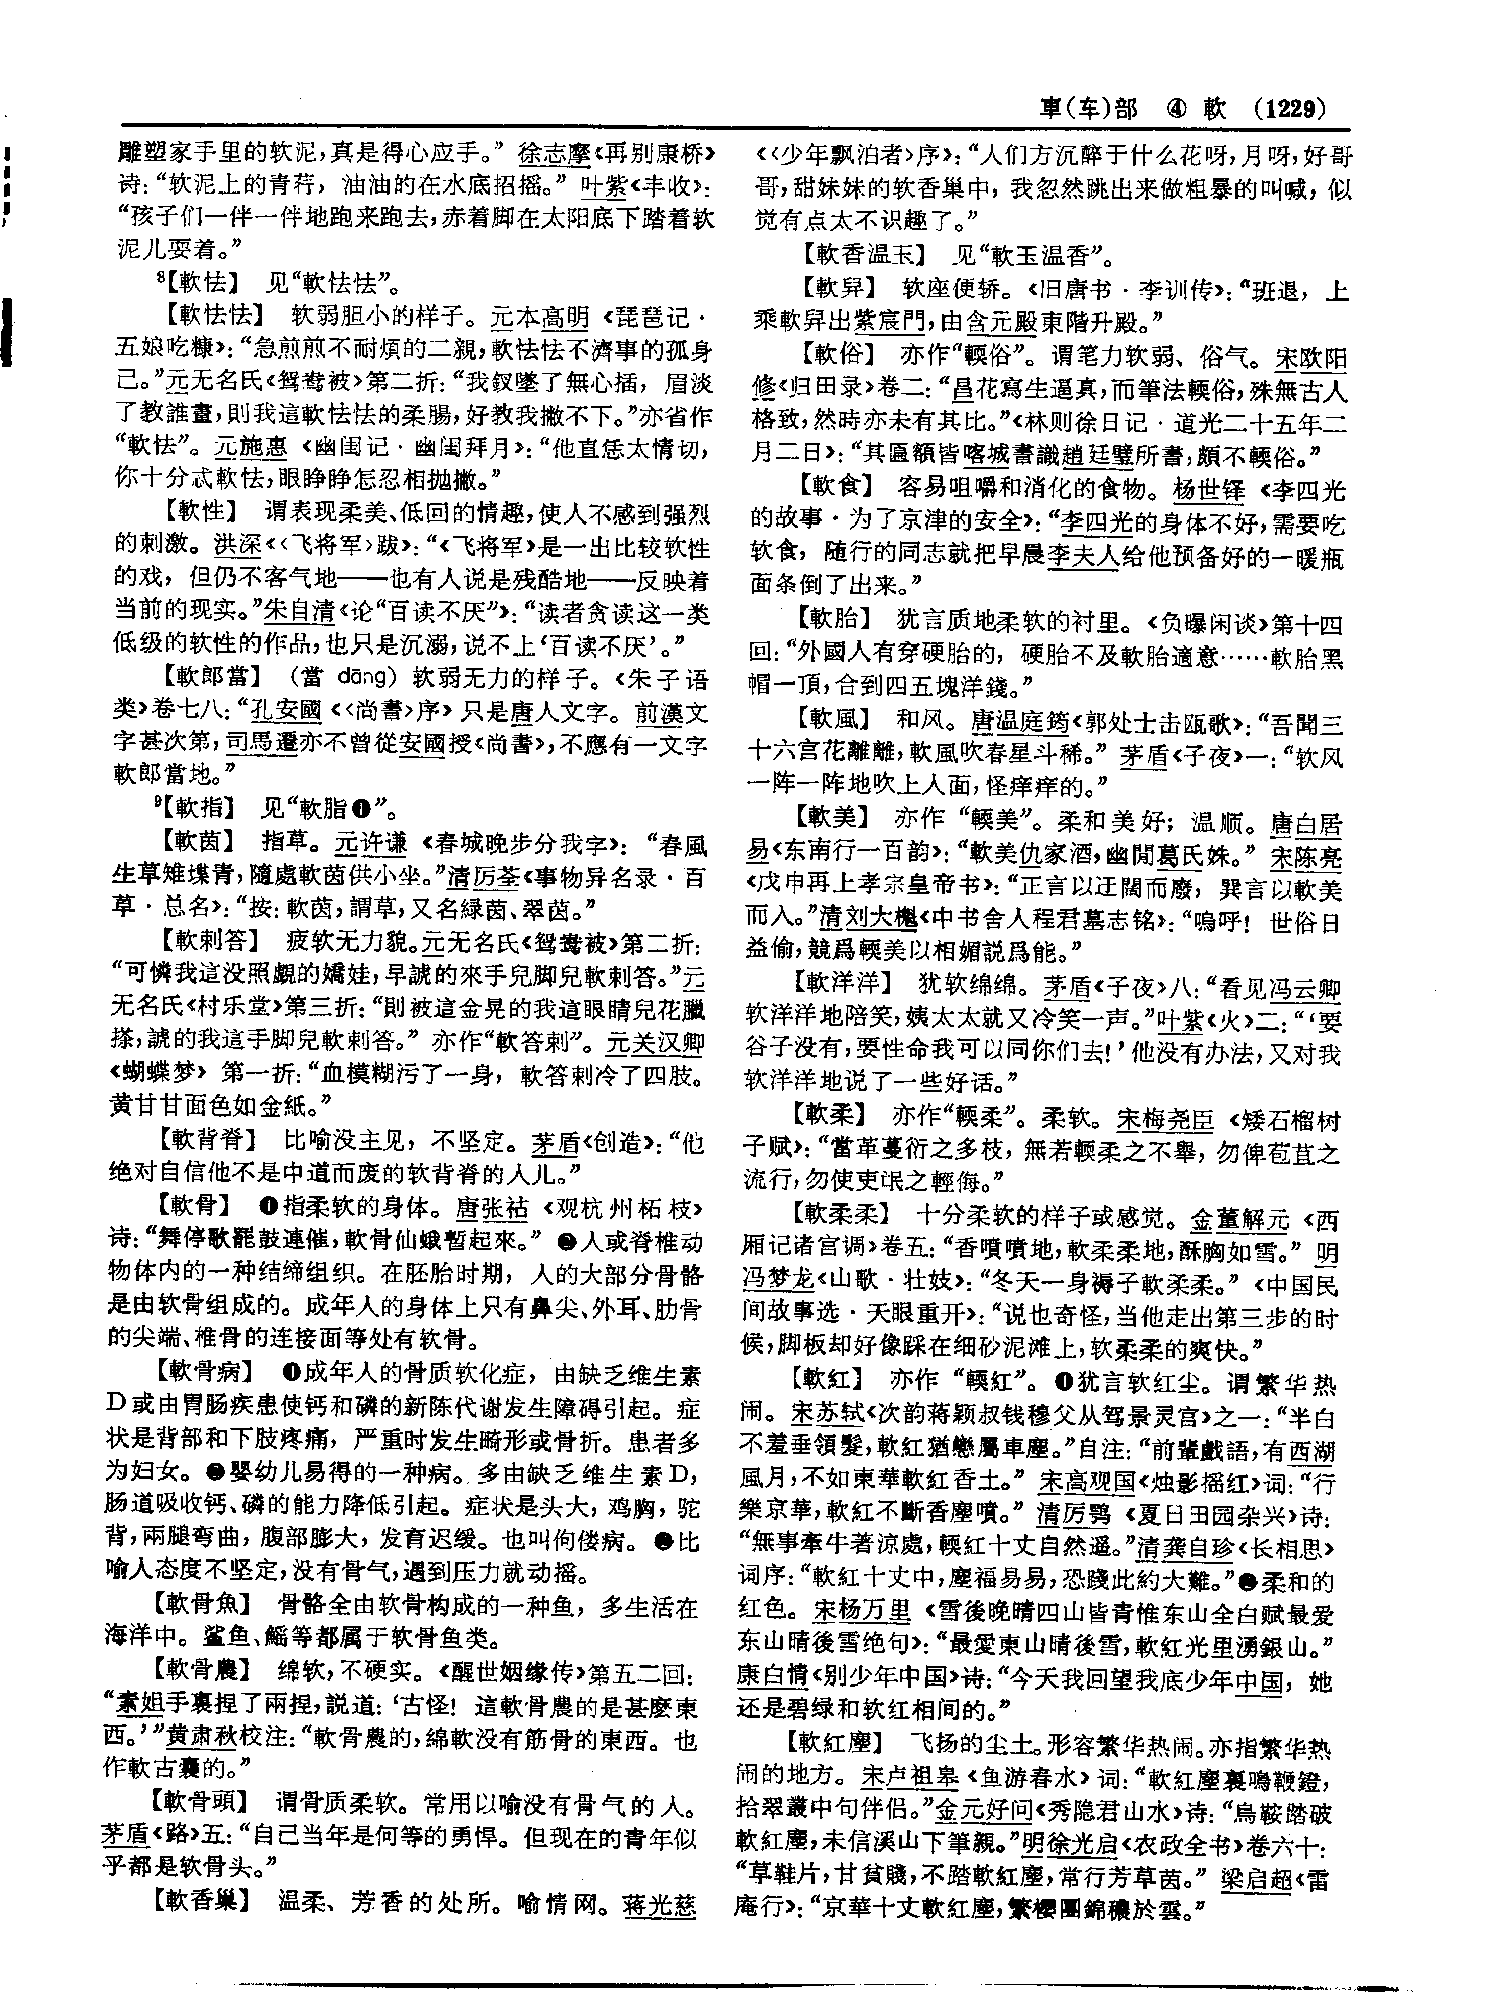 車(车)部 ④ 軟 (1229)
雕塑家手里的软泥,真是得心应手。”徐志摩《再别康桥》
诗:“软泥上的青荇,油油的在水底招摇。”叶紫《丰收》:
“孩子们一伴一伴地跑来跑去,赤着脚在太阳底下踏着软
泥儿耍着。”
⁸【軟怯】 见“軟怯怯”。
【軟怯怯】 软弱胆小的样子。元本高明《琵琶记·
五娘吃糠》:“急煎煎不耐煩的二親,軟怯怯不濟事的孤身
己。”元无名氏《鸳鸯被》第二折:“我釵墜了無心插,眉淡
了教誰畫,則我這軟怯怯的柔腸,好教我撇不下。”亦省作
“軟怯”。元施惠《幽闺记·幽闺拜月》:“他直恁太情切,
你十分忒軟怯,眼睁睁怎忍相抛撇。”
【軟性】 谓表现柔美、低回的情趣,使人不感到强烈
的刺激。洪深《〈飞将军〉跋》:“《飞将军》是一出比较软性
的戏,但仍不客气地——也有人说是残酷地——反映着
当前的现实。”朱自清《论“百读不厌”》:“读者贪读这一类
低级的软性的作品,也只是沉溺,说不上‘百读不厌’。”
【軟郎當】 (當 dāng)软弱无力的样子。《朱子语
类》卷七八:“孔安國《〈尚書〉序》只是唐人文字。前漢文
字甚次第,司馬遷亦不曾從安國授《尚書》,不應有一文字
軟郎當地。”
⁹【軟指】 见“軟脂❶”。
【軟茵】 指草。元许谦《春城晚步分我字》:“春風
生草雉堞青,隨處軟茵供小坐。”清厉荃《事物异名录·百
草·总名》:“按:軟茵,謂草,又名緑茵、翠茵。”
【軟刺答】 疲软无力貌。元无名氏《鸳鸯被》第二折:
“可憐我這没照覷的嬌娃,早諕的來手兒脚兒軟刺答。”元
无名氏《村乐堂》第三折:“則被這金晃的我這眼睛兒花臘
搽,諕的我這手脚兒軟刺答。”亦作“軟答刺”。元关汉卿
《蝴蝶梦》第一折:“血模糊污了一身,軟答刺冷了四肢。
黄甘甘面色如金紙。”
【軟背脊】 比喻没主见,不坚定。茅盾《创造》:“他
绝对自信他不是中道而废的软背脊的人儿。”
【軟骨】 ❶指柔软的身体。唐张祜《观杭州柘枝》
诗:“舞停歌罷鼓連催,軟骨仙蛾暫起來。”❷人或脊椎动
物体内的一种结缔组织。在胚胎时期,人的大部分骨骼
是由软骨组成的。成年人的身体上只有鼻尖、外耳、肋骨
的尖端、椎骨的连接面等处有软骨。
【軟骨病】 ❶成年人的骨质软化症,由缺乏维生素
D或由胃肠疾患使钙和磷的新陈代谢发生障碍引起。症
状是背部和下肢疼痛,严重时发生畸形或骨折。患者多
为妇女。❷婴幼儿易得的一种病。多由缺乏维生素D,
肠道吸收钙、磷的能力降低引起。症状是头大,鸡胸,驼
背,兩腿弯曲,腹部膨大,发育迟缓。也叫佝偻病。❸比
喻人态度不坚定,没有骨气,遇到压力就动摇。
【軟骨魚】 骨骼全由软骨构成的一种鱼,多生活在
海洋中。鲨鱼、鳐等都属于软骨鱼类。
【軟骨農】 绵软,不硬实。《醒世姻缘传》第五二回:
“素姐手裏捏了兩捏,説道:‘古怪!這軟骨農的是甚麽東
西。’”黄肃秋校注:“軟骨農的,綿軟没有筋骨的東西。也
作軟古囊的。”
【軟骨頭】 谓骨质柔软。常用以喻没有骨气的人。
茅盾《路》五:“自己当年是何等的勇悍。但现在的青年似
乎都是软骨头。”
【軟香巢】 温柔、芳香的处所。喻情网。蒋光慈
《〈少年飘泊者〉序》:“人们方沉醉于什么花呀,月呀,好哥
哥,甜妹妹的软香巢中,我忽然跳出来做粗暴的叫喊,似
觉有点太不识趣了。”
【軟香温玉】 见“軟玉温香”。
【軟舁】 软座便轿。《旧唐书·李训传》:“班退,上
乘軟舁出紫宸門,由含元殿東階升殿。”
【軟俗】 亦作“輭俗”。谓笔力软弱、俗气。宋欧阳
修《归田录》卷二:“昌花寫生逼真,而筆法輭俗,殊無古人
格致,然時亦未有其比。”《林则徐日记·道光二十五年二
月二日》:“其匾額皆喀城書識趙廷璧所書,頗不輭俗。”
【軟食】 容易咀嚼和消化的食物。杨世铎《李四光
的故事·为了京津的安全》:“李四光的身体不好,需要吃
软食,随行的同志就把早晨李夫人给他预备好的一暖瓶
面条倒了出来。”
【軟胎】 犹言质地柔软的衬里。《负曝闲谈》第十四
回:“外國人有穿硬胎的,硬胎不及軟胎適意……軟胎黑
帽一頂,合到四五塊洋錢。”
【軟風】 和风。唐温庭筠《郭处士击瓯歌》:“吾聞三
十六宫花離離,軟風吹春星斗稀。”茅盾《子夜》一:“软风
一阵一阵地吹上人面,怪痒痒的。”
【軟美】 亦作“輭美”。柔和美好;温顺。唐白居
易《东南行一百韵》:“軟美仇家酒,幽閒葛氏姝。”宋陈亮
《戊申再上孝宗皇帝书》:“正言以迂闊而廢,巽言以軟美
而入。”清刘大櫆《中书舍人程君墓志铭》:“嗚呼!世俗日
益偷,競爲輭美以相媚説爲能。”
【軟洋洋】 犹软绵绵。茅盾《子夜》八:“看见冯云卿
软洋洋地陪笑,姨太太就又冷笑一声。”叶紫《火》二:“‘要
谷子没有,要性命我可以同你们去!’他没有办法,又对我
软洋洋地说了一些好话。”
【軟柔】 亦作“輭柔”。柔软。宋梅尧臣《矮石榴树
子赋》:“當革蔓衍之多枝,無若輭柔之不舉,勿俾苞苴之
流行,勿使吏氓之輕侮。”
【軟柔柔】 十分柔软的样子或感觉。金董解元《西
厢记诸宫调》卷五:“香噴噴地,軟柔柔地,酥胸如雪。”明
冯梦龙《山歌·壮妓》:“冬天一身褥子軟柔柔。”《中国民
间故事选·天眼重开》:“说也奇怪,当他走出第三步的时
候,脚板却好像踩在细砂泥滩上,软柔柔的爽快。”
【軟紅】 亦作“輭紅”。❶犹言软红尘。谓繁华热
闹。宋苏轼《次韵蒋颖叔钱穆父从驾景灵宫》之一:“半白
不羞垂領髮,軟紅猶戀屬車塵。”自注:“前輩戲語,有西湖
風月,不如東華軟紅香土。”宋高观国《烛影摇红》词:“行
樂京華,軟紅不斷香塵噴。”清厉鹗《夏日田园杂兴》诗:
“無事牽牛著涼處,輭紅十丈自然遥。”清龚自珍《长相思》
词序:“軟紅十丈中,塵福易易,恐踐此約大難。”❷柔和的
红色。宋杨万里《雪後晚晴四山皆青惟东山全白赋最爱
东山晴後雪绝句》:“最愛東山晴後雪,軟紅光里湧銀山。”
康白情《别少年中国》诗:“今天我回望我底少年中国,她
还是碧绿和软红相间的。”
【軟紅塵】 飞扬的尘土。形容繁华热闹。亦指繁华热
闹的地方。宋卢祖皋《鱼游春水》词:“軟紅塵裏鳴鞭鐙,
拾翠叢中句伴侣。”金元好问《秀隐君山水》诗:“烏鞍踏破
軟紅塵,未信溪山下筆親。”明徐光启《农政全书》卷六十:
“草鞋片,甘貧賤,不踏軟紅塵,常行芳草茵。”梁启超《雷
庵行》:“京華十丈軟紅塵,繁櫻團錦穠於雲。”